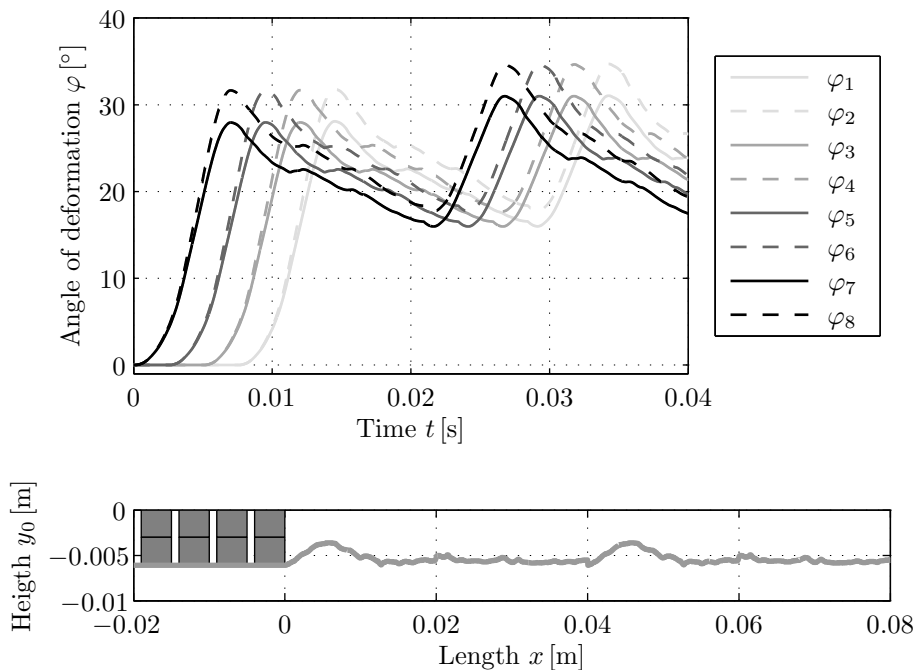 40
30
20
10
0
Angle of deformation φ [°]
0 0.01 0.02 0.03 0.04
Time t [s]
φ₁
φ₂
φ₃
φ₄
φ₅
φ₆
φ₇
φ₈
0
−0.005
−0.01
Heigth y₀ [m]
−0.02 0 0.02 0.04 0.06 0.08
Length x [m]